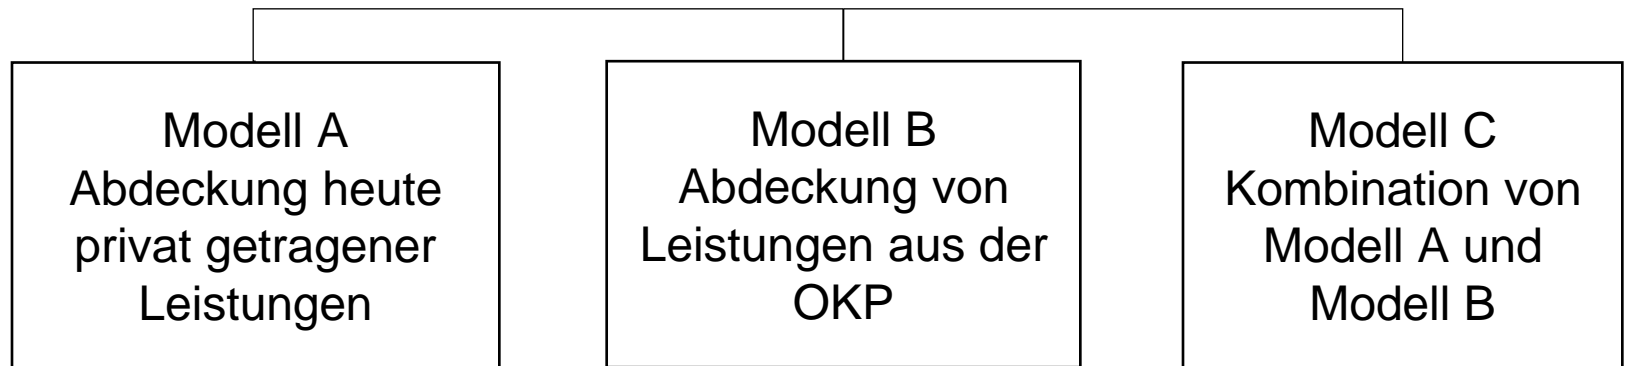 Modell A
Abdeckung heute
privat getragener
Leistungen
Modell B
Abdeckung von
Leistungen aus der
OKP
Modell C
Kombination von
Modell A und
Modell B